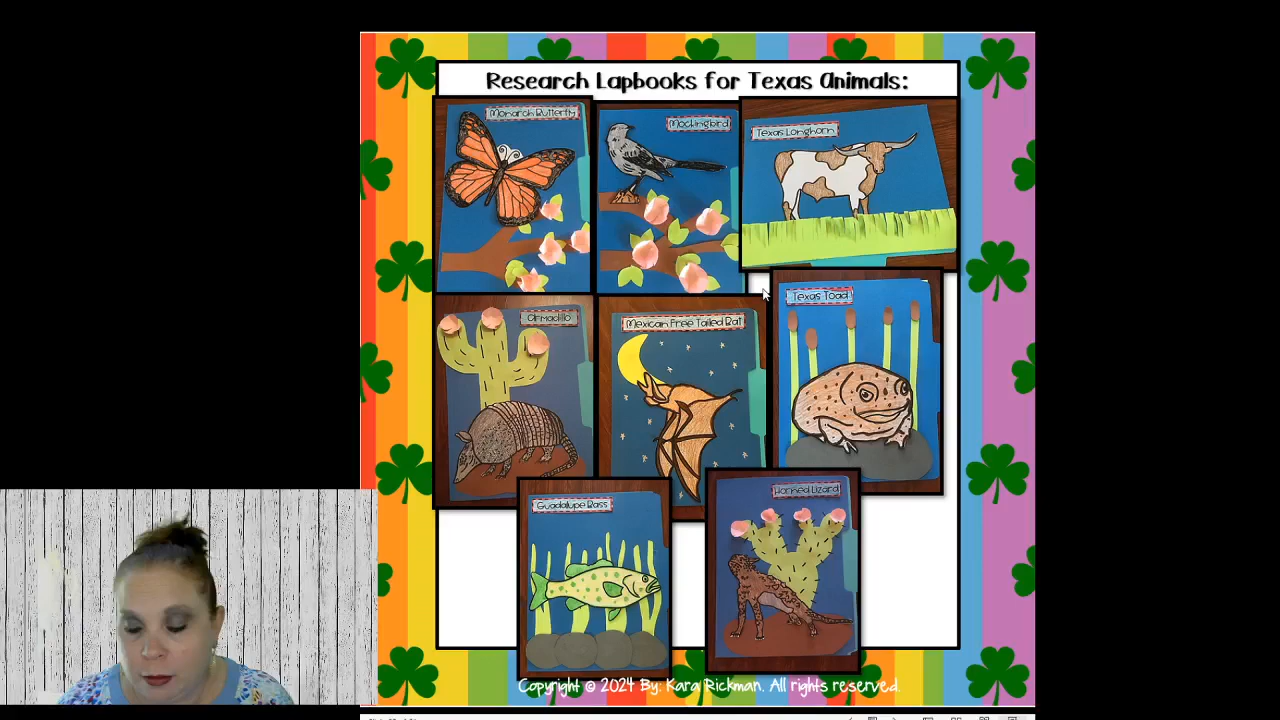 Research Lapbooks for Texas Animals:
Monarch Butterfly
Mockingbird
Texas Longhorn
Armadillo
Mexican Free Tailed Bat
Texas Toad
Guadalupe Bass
Horned Lizard
Copyright © 2024 By: Kara Rickman. All rights reserved.